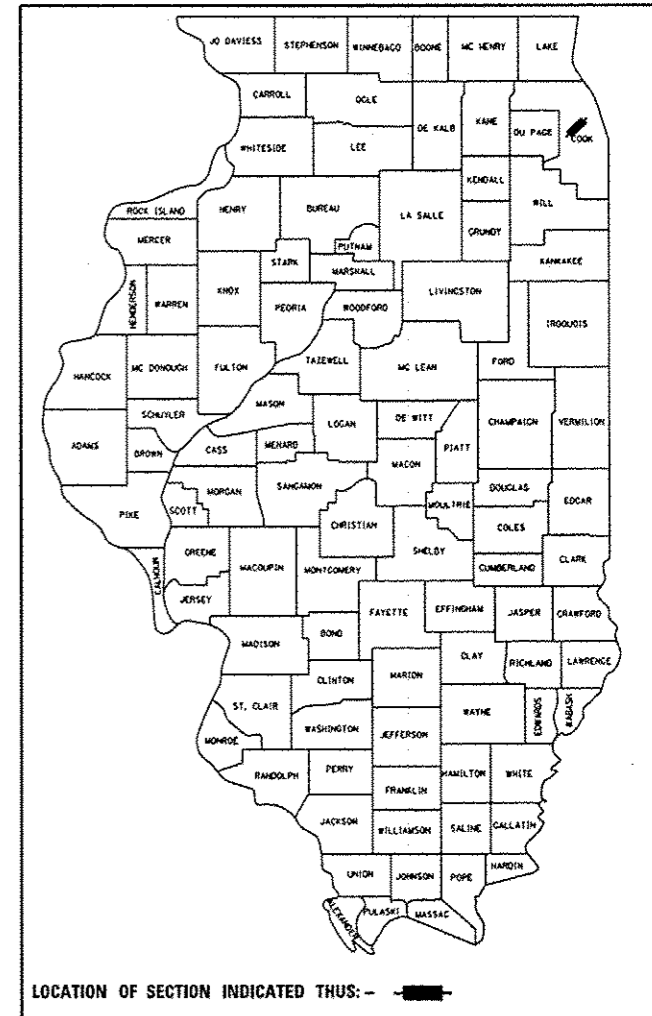 JO DAVIESS
STEPHENSON
WINNEBAGO
BOONE
MC HENRY
LAKE
CARROLL
OGLE
DE KALB
KANE
DU PAGE
COOK
WHITESIDE
LEE
KENDALL
WILL
ROCK ISLAND
HENRY
BUREAU
LA SALLE
GRUNDY
MERCER
PUTNAM
STARK
MARSHALL
KANKAKEE
HENDERSON
WARREN
KNOX
PEORIA
WOODFORD
LIVINGSTON
IROQUOIS
HANCOCK
MC DONOUGH
FULTON
TAZEWELL
MC LEAN
FORD
SCHUYLER
MASON
LOGAN
DE WITT
CHAMPAIGN
VERMILION
ADAMS
BROWN
CASS
MENARD
MACON
PIATT
MORGAN
SANGAMON
DOUGLAS
EDGAR
PIKE
SCOTT
CHRISTIAN
MOULTRIE
COLES
SHELBY
GREENE
MACOUPIN
MONTGOMERY
CUMBERLAND
CLARK
CALHOUN
JERSEY
FAYETTE
EFFINGHAM
JASPER
CRAWFORD
MADISON
BOND
CLAY
RICHLAND
LAWRENCE
CLINTON
MARION
ST. CLAIR
WAYNE
EDWARDS
WABASH
MONROE
WASHINGTON
JEFFERSON
RANDOLPH
PERRY
HAMILTON
WHITE
FRANKLIN
JACKSON
WILLIAMSON
SALINE
GALLATIN
HARDIN
UNION
JOHNSON
POPE
ALEXANDER
PULASKI
MASSAC
LOCATION OF SECTION INDICATED THUS: -